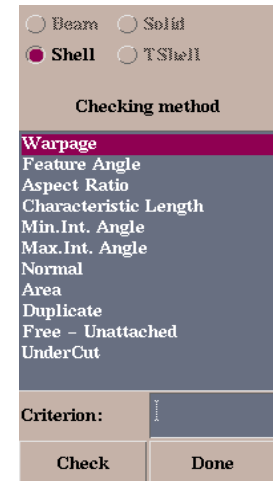 Beam Solid
Shell TShell
Checking method
Warpage
Feature Angle
Aspect Ratio
Characteristic Length
Min.Int. Angle
Max.Int. Angle
Normal
Area
Duplicate
Free - Unattached
UnderCut
Criterion:
Check Done